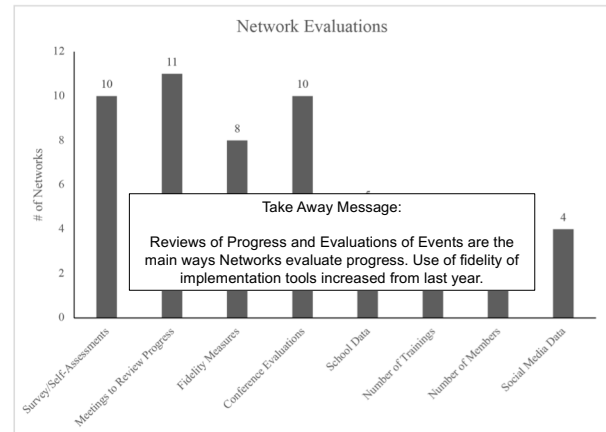 Network Evaluations
12
10
8
6
4
2
0
# of Networks
10
11
8
10
4
Take Away Message:
Reviews of Progress and Evaluations of Events are the
main ways Networks evaluate progress. Use of fidelity of
implementation tools increased from last year.
Survey/Self-Assessments
Meetings to Review Progress
Fidelity Measures
Conference Evaluations
School Data
Number of Trainings
Number of Members
Social Media Data